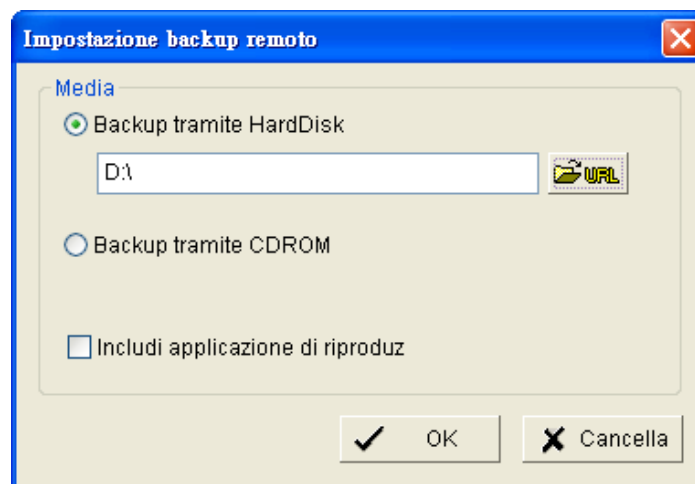 Impostazione backup remoto
Media
Backup tramite HardDisk
D:\
URL
Backup tramite CDROM
Includi applicazione di riproduz
OK
Cancella